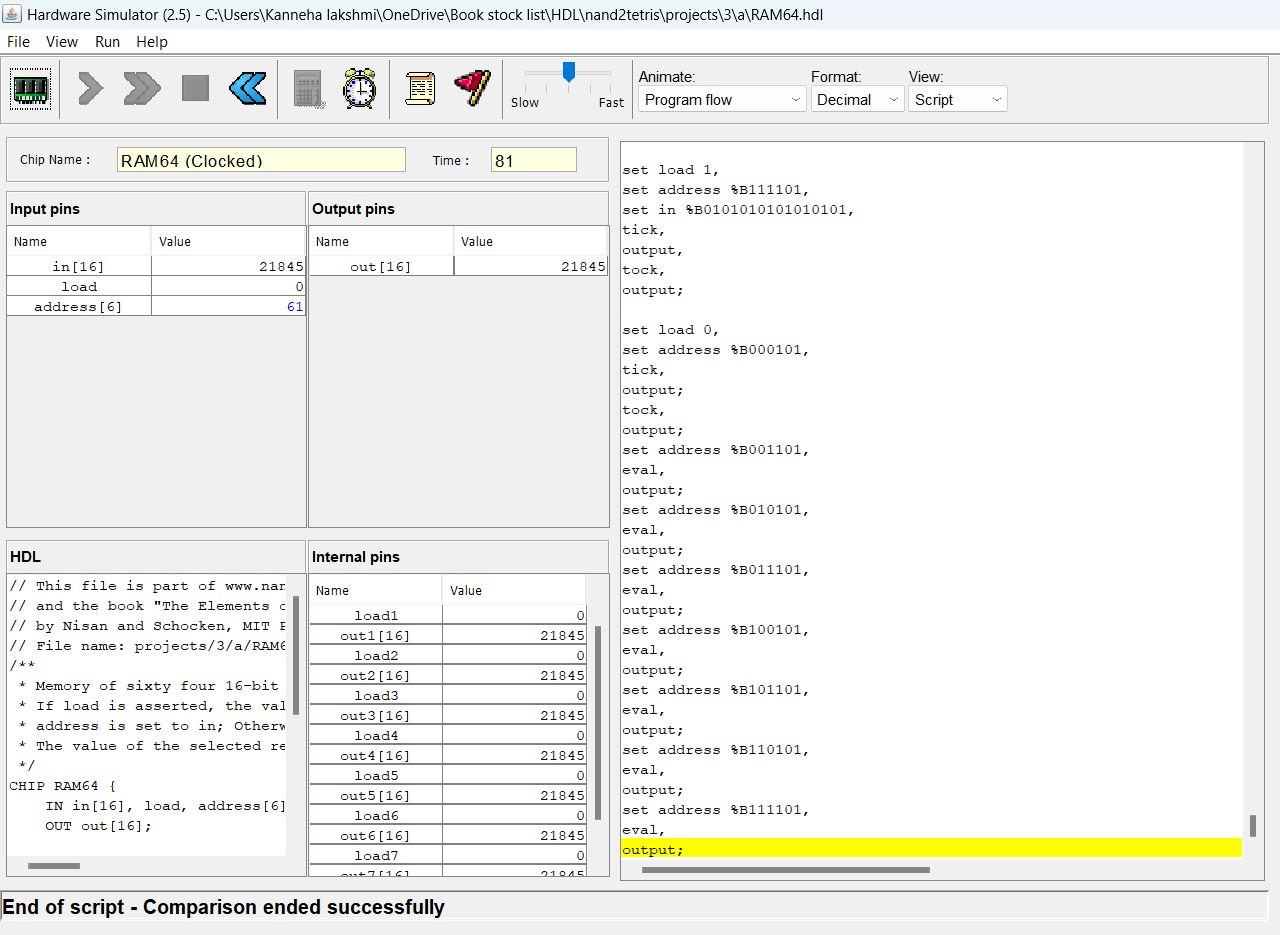 Hardware Simulator (2.5) - C:\Users\Kanneha lakshmi\OneDrive\Book stock list\HDL\nand2tetris\projects\3\a\RAM64.hdl
File View Run Help
Slow Fast
Animate: Format: View:
Program flow Decimal Script
Chip Name : RAM64 (Clocked) Time : 81
Input pins
Name Value
in[16] 21845
load 0
address[6] 61
Output pins
Name Value
out[16] 21845
HDL
// This file is part of www.nan
// and the book "The Elements o
// by Nisan and Schocken, MIT P
// File name: projects/3/a/RAM6
/**
* Memory of sixty four 16-bit
* If load is asserted, the val
* address is set to in; Otherw
* The value of the selected re
*/
CHIP RAM64 {
IN in[16], load, address[6]
OUT out[16];
Internal pins
Name Value
load1 0
out1[16] 21845
load2 0
out2[16] 21845
load3 0
out3[16] 21845
load4 0
out4[16] 21845
load5 0
out5[16] 21845
load6 0
out6[16] 21845
load7 0
out7[16] 21845
set load 1,
set address %B111101,
set in %B0101010101010101,
tick,
output,
tock,
output;
set load 0,
set address %B000101,
tick,
output;
tock,
output;
set address %B001101,
eval,
output;
set address %B010101,
eval,
output;
set address %B011101,
eval,
output;
set address %B100101,
eval,
output;
set address %B101101,
eval,
output;
set address %B110101,
eval,
output;
set address %B111101,
eval,
output;
End of script - Comparison ended successfully